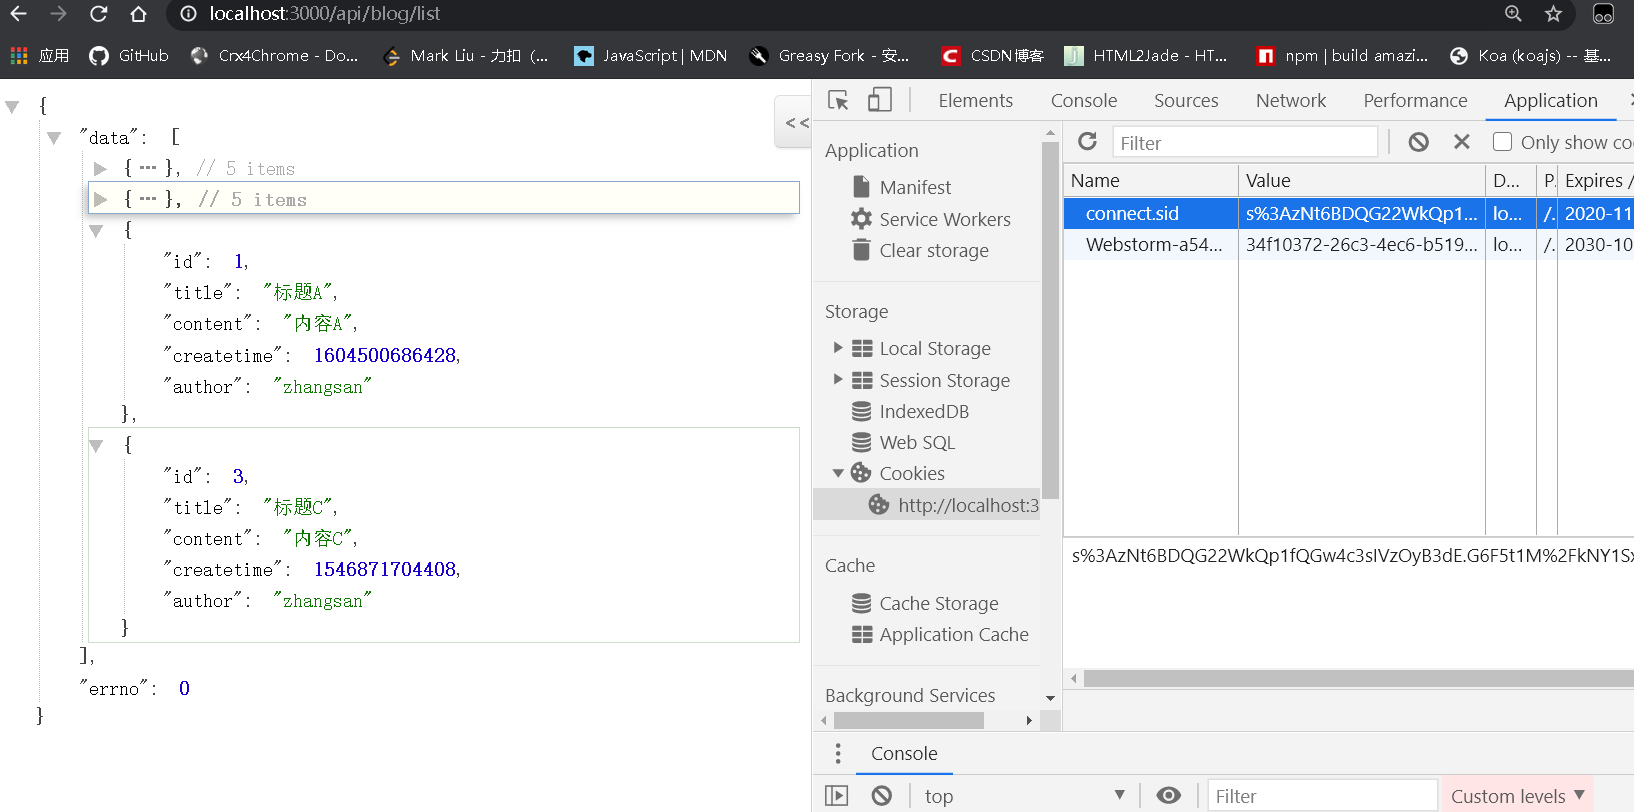 localhost:3000/api/blog/list
应用 GitHub Crx4Chrome - Do... Mark Liu - 力扣（... JavaScript | MDN Greasy Fork - 安... CSDN博客 HTML2Jade - HT... npm | build amazi... Koa (koajs) -- 基...
{
"data": [
{ ... }, // 5 items
{ ... }, // 5 items
{
"id": 1,
"title": "标题A",
"content": "内容A",
"createtime": 1604500686428,
"author": "zhangsan"
},
{
"id": 3,
"title": "标题C",
"content": "内容C",
"createtime": 1546871704408,
"author": "zhangsan"
}
],
"errno": 0
}
<<
Elements Console Sources Network Performance Application
Application
Manifest
Service Workers
Clear storage
Storage
Local Storage
Session Storage
IndexedDB
Web SQL
Cookies
http://localhost:3
Cache
Cache Storage
Application Cache
Background Services
Filter Only show co
Name Value D... P. Expires /
connect.sid s%3AzNt6BDQG22WkQp1... lo... /. 2020-11
Webstorm-a54... 34f10372-26c3-4ec6-b519... lo... /. 2030-10
s%3AzNt6BDQG22WkQp1fQGw4c3sIVzOyB3dE.G6F5t1M%2FkNY1Sx
Console
top Filter Custom levels